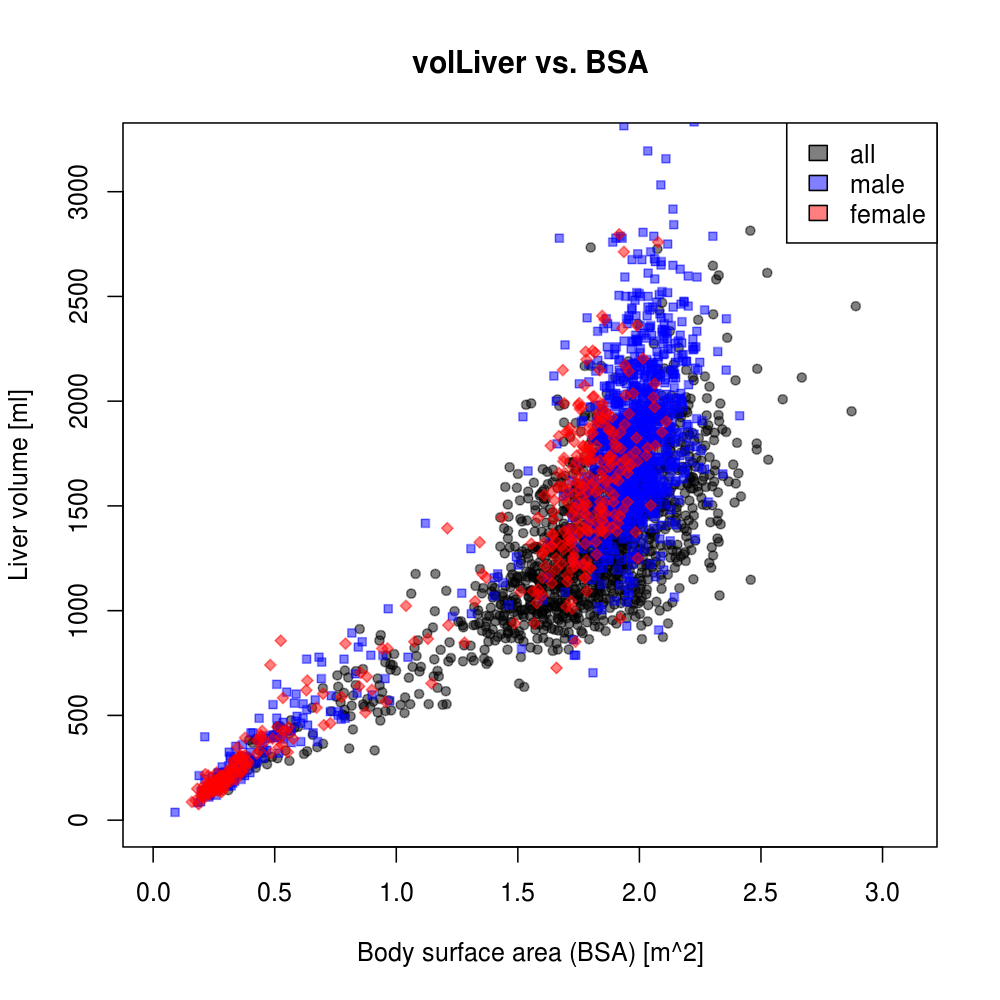 volLiver vs. BSA
all
male
female
Liver volume [ml]
3000
2500
2000
1500
1000
500
0
0.0 0.5 1.0 1.5 2.0 2.5 3.0
Body surface area (BSA) [m^2]